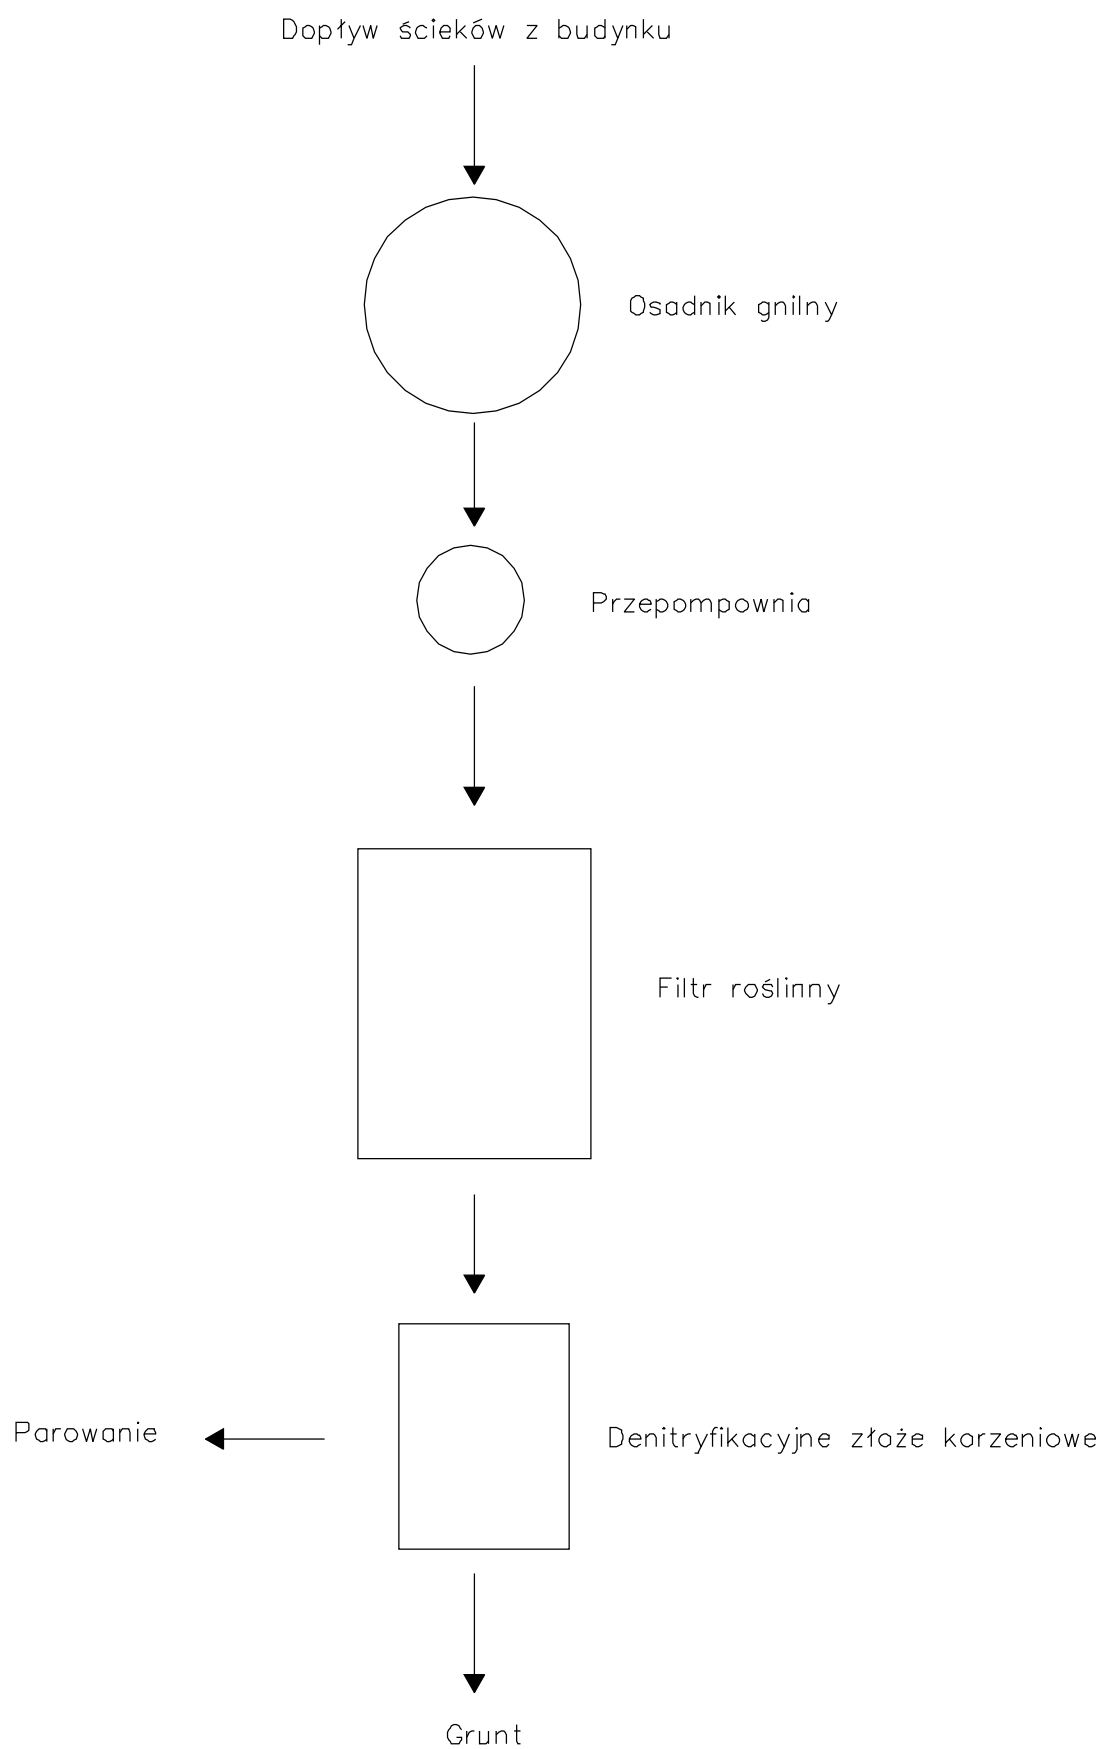 Dopływ ścieków z budynku
Osadnik gnilny
Przepompownia
Filtr roślinny
Parowanie
Denitryfikacyjne złoże korzeniowe
Grunt